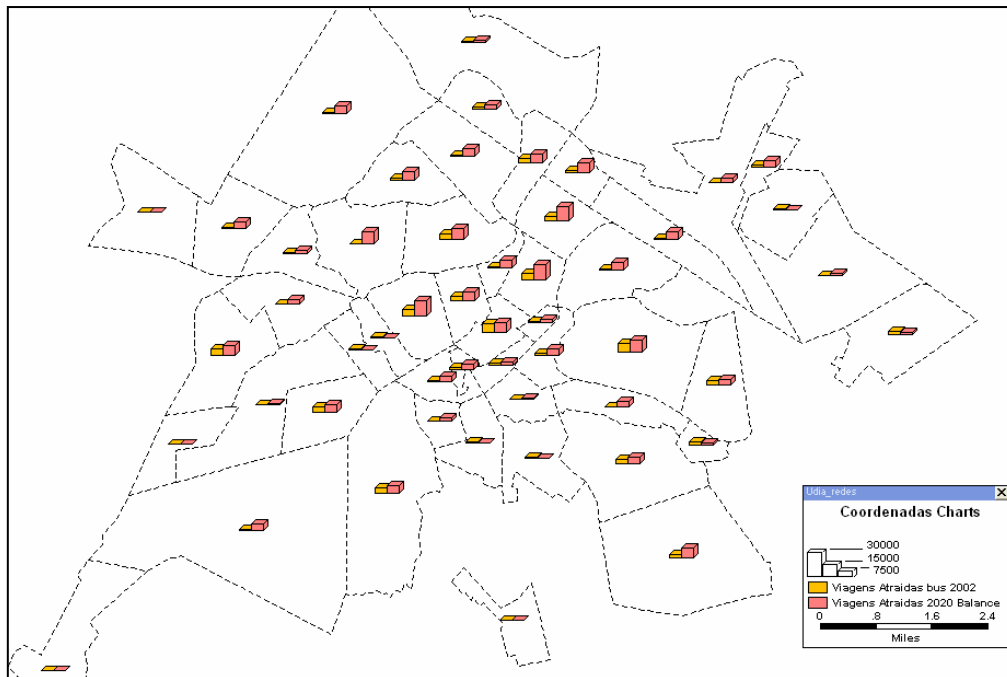 Udia_redes
Coordenadas Charts
30000
15000
7500
Viagens Atraidas bus 2002
Viagens Atraidas 2020 Balance
0 .8 1.6 2.4
Miles